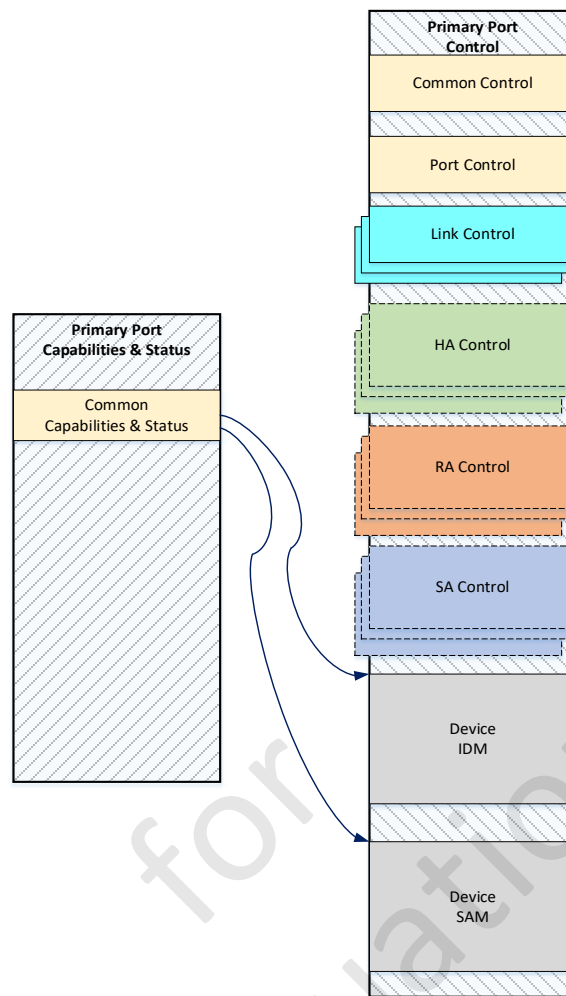 Primary Port
Control
Common Control
Port Control
Link Control
HA Control
Primary Port
Capabilities & Status
Common
Capabilities & Status
RA Control
SA Control
Device
IDM
Device
SAM
for